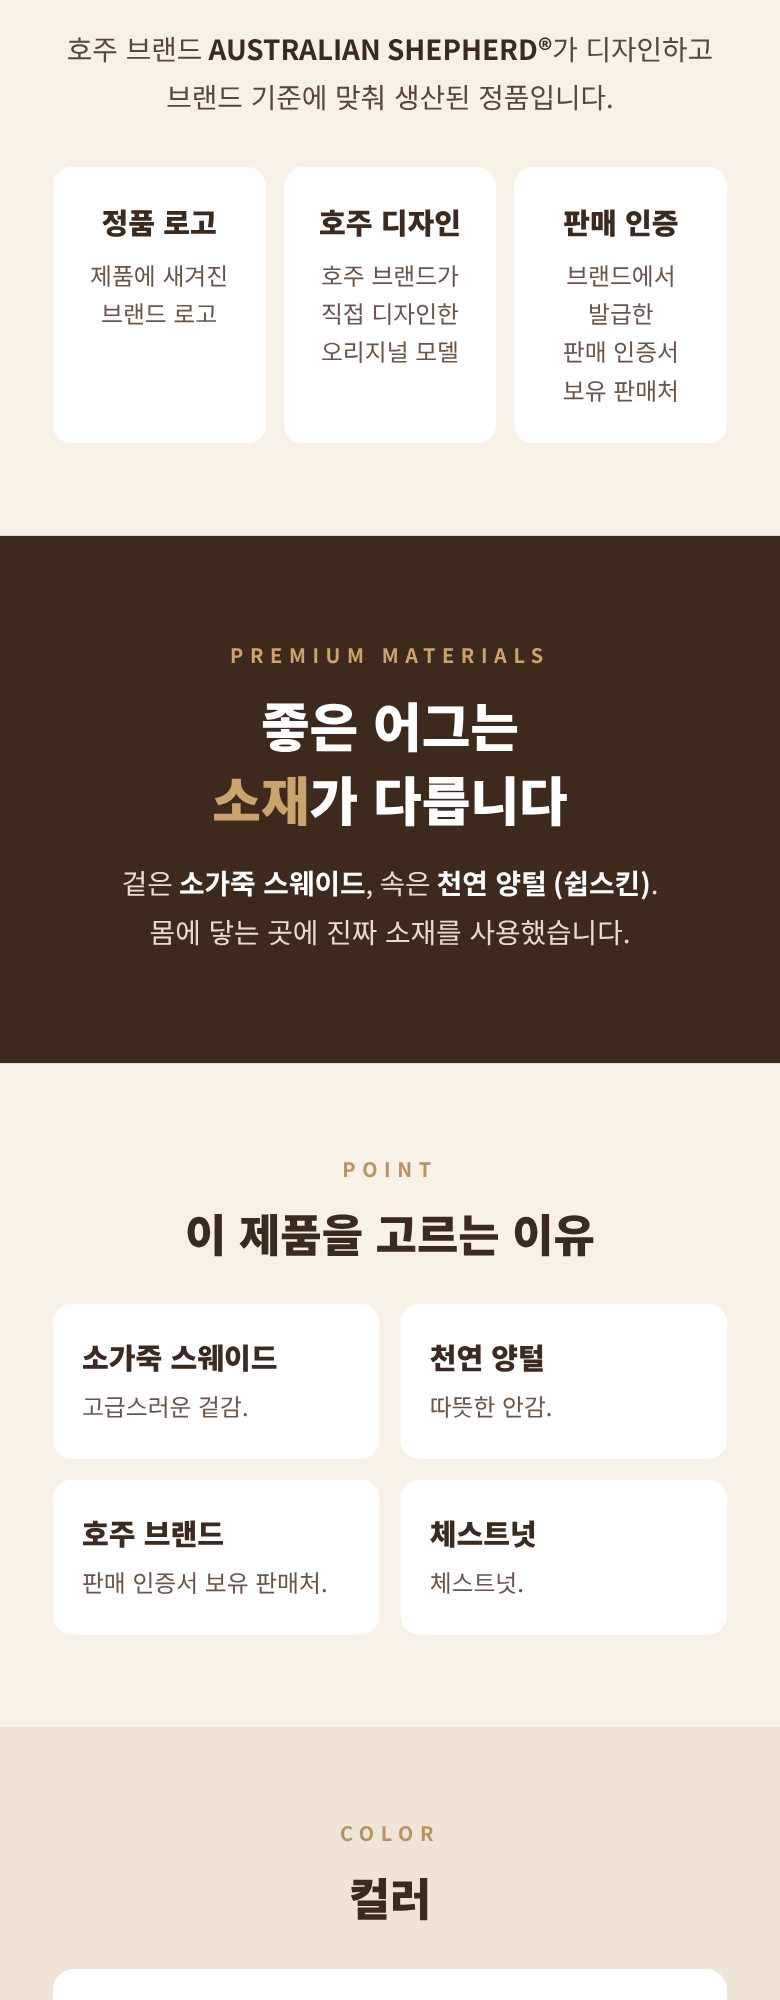 호주 브랜드 AUSTRALIAN SHEPHERD®가 디자인하고
브랜드 기준에 맞춰 생산된 정품입니다.
정품 로고
제품에 새겨진
브랜드 로고
호주 디자인
호주 브랜드가
직접 디자인한
오리지널 모델
판매 인증
브랜드에서
발급한
판매 인증서
보유 판매처
PREMIUM MATERIALS
좋은 어그는
소재가 다릅니다
겉은 소가죽 스웨이드, 속은 천연 양털 (쉽스킨).
몸에 닿는 곳에 진짜 소재를 사용했습니다.
POINT
이 제품을 고르는 이유
소가죽 스웨이드
고급스러운 겉감.
천연 양털
따뜻한 안감.
호주 브랜드
판매 인증서 보유 판매처.
체스트넛
체스트넛.
COLOR
컬러